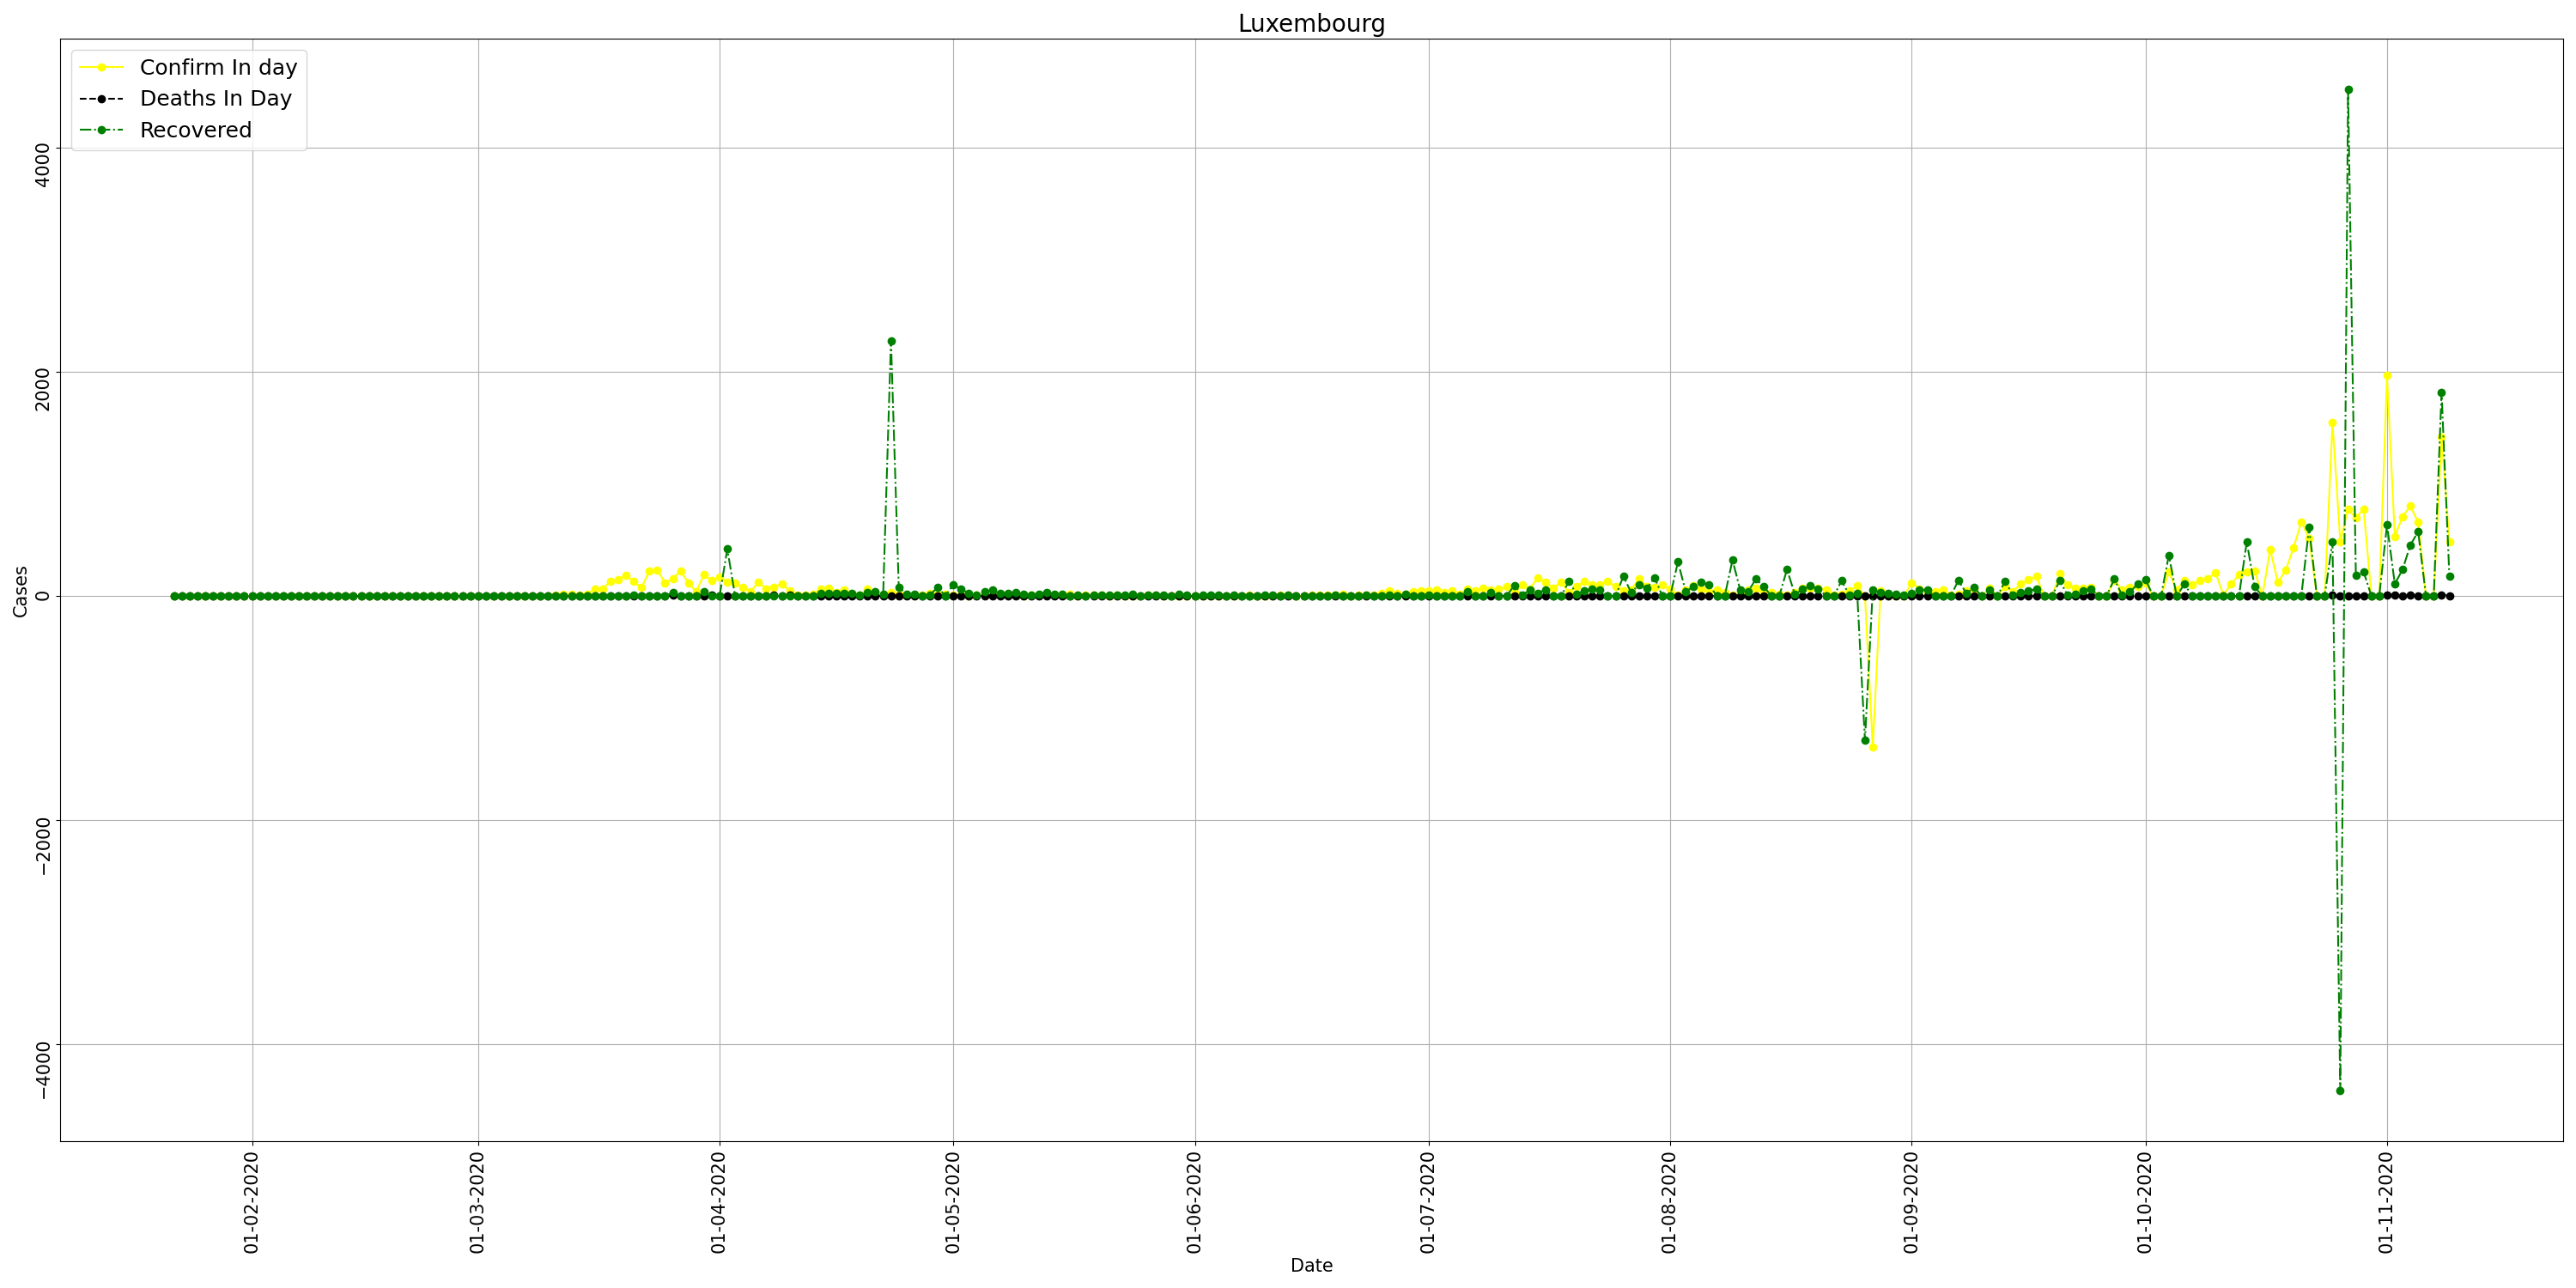 Luxembourg
Confirm In day
Deaths In Day
Recovered
4000
2000
0
−2000
−4000
Cases
01-02-2020
01-03-2020
01-04-2020
01-05-2020
01-06-2020
01-07-2020
01-08-2020
01-09-2020
01-10-2020
01-11-2020
Date